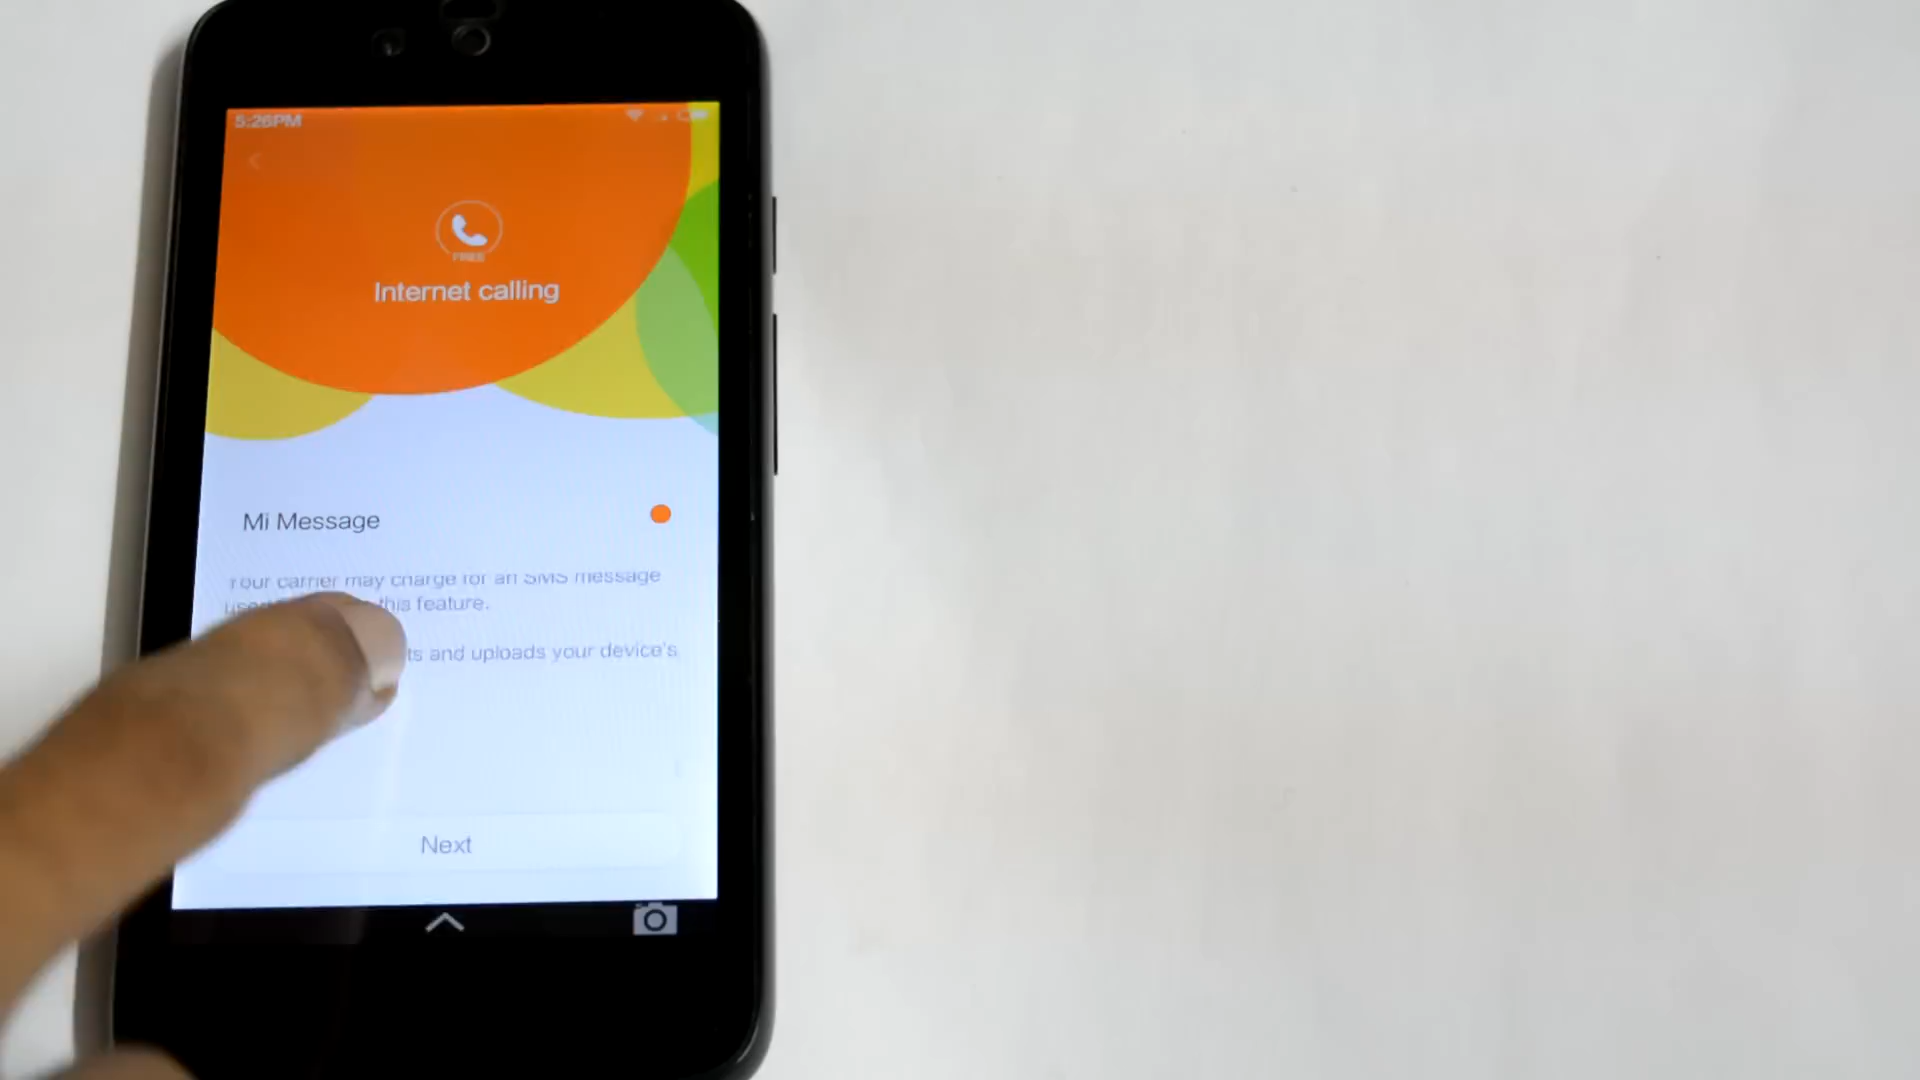 5:26PM
FREE
Internet calling
Mi Message
Your carrier may charge for an SMS message
this feature.
and uploads your device's
Next